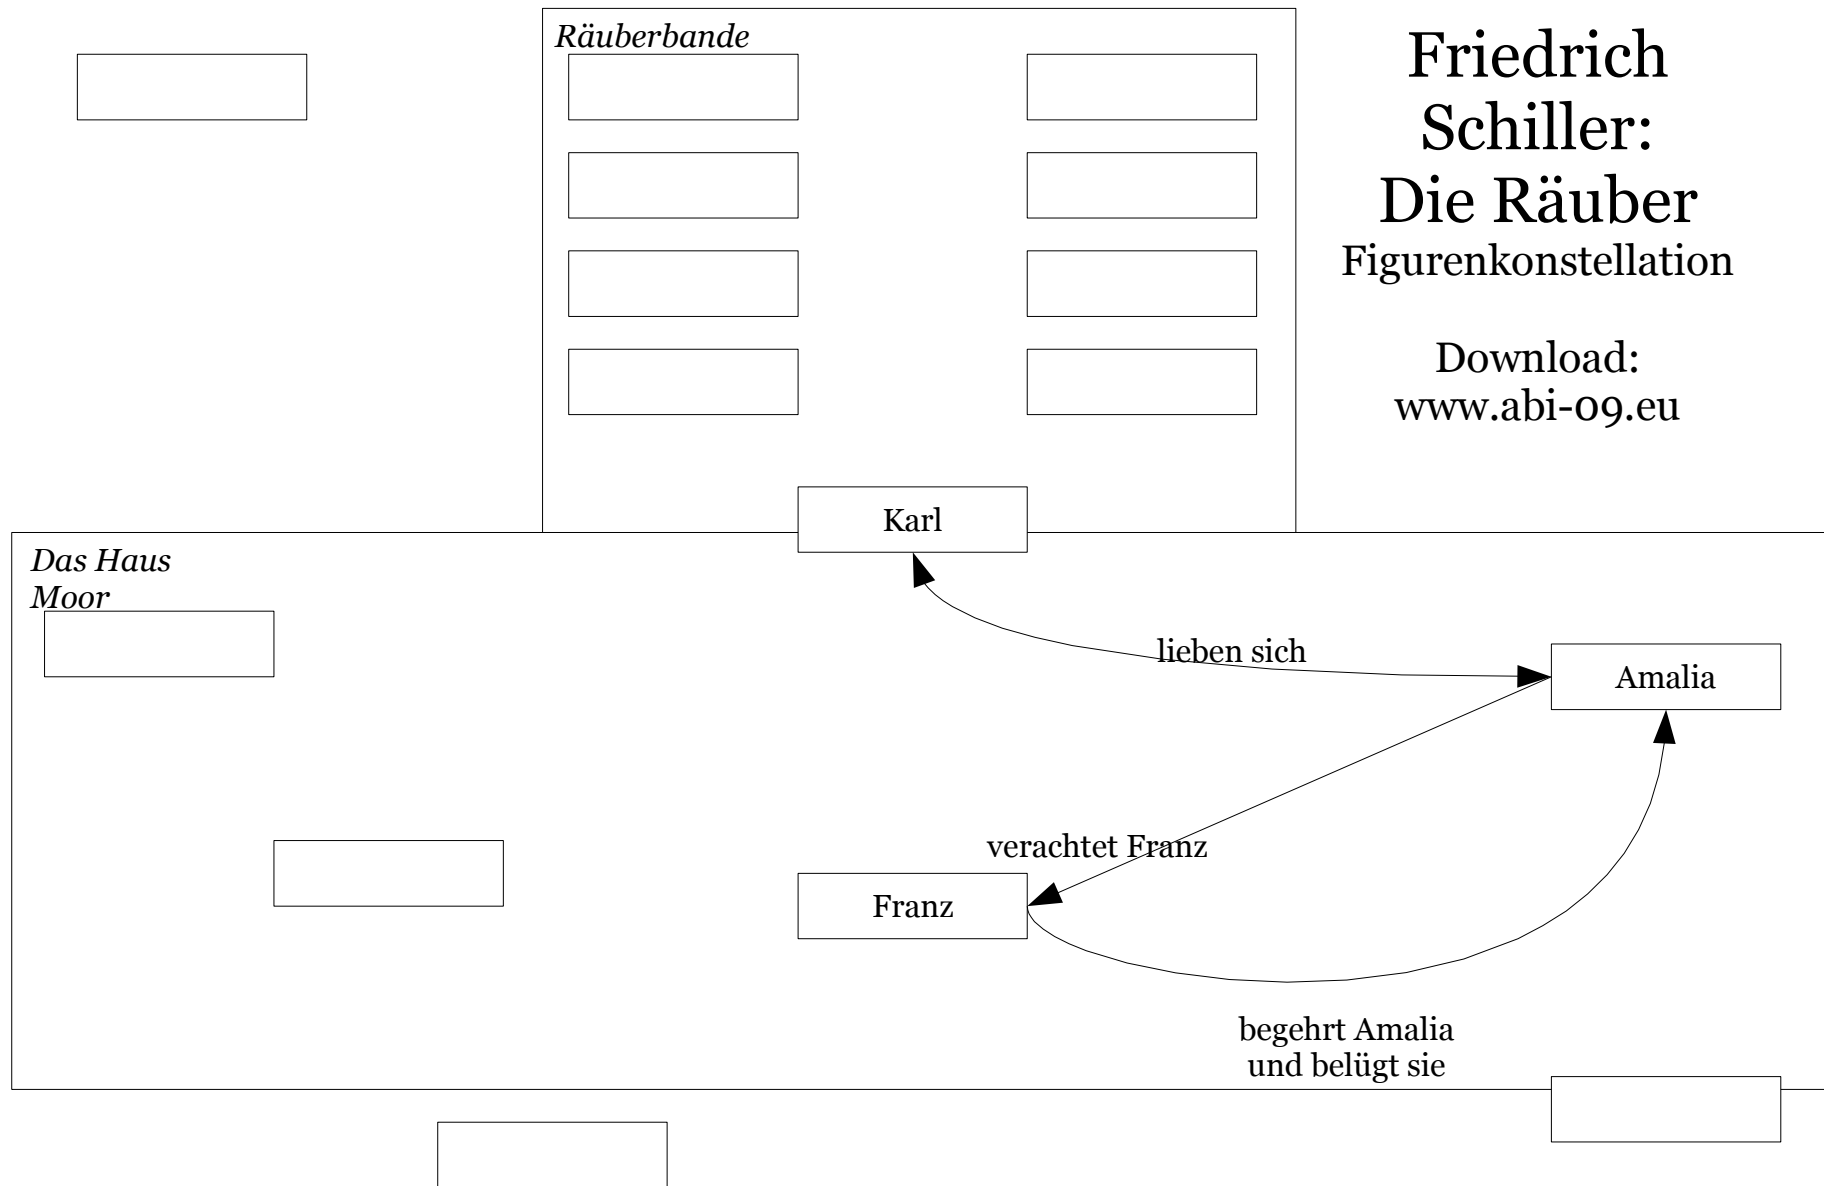 Räuberbande
Friedrich
Schiller:
Die Räuber
Figurenkonstellation
Download:
www.abi-09.eu
Karl
Das Haus
Moor
lieben sich
Amalia
verachtet Franz
Franz
begehrt Amalia
und belügt sie